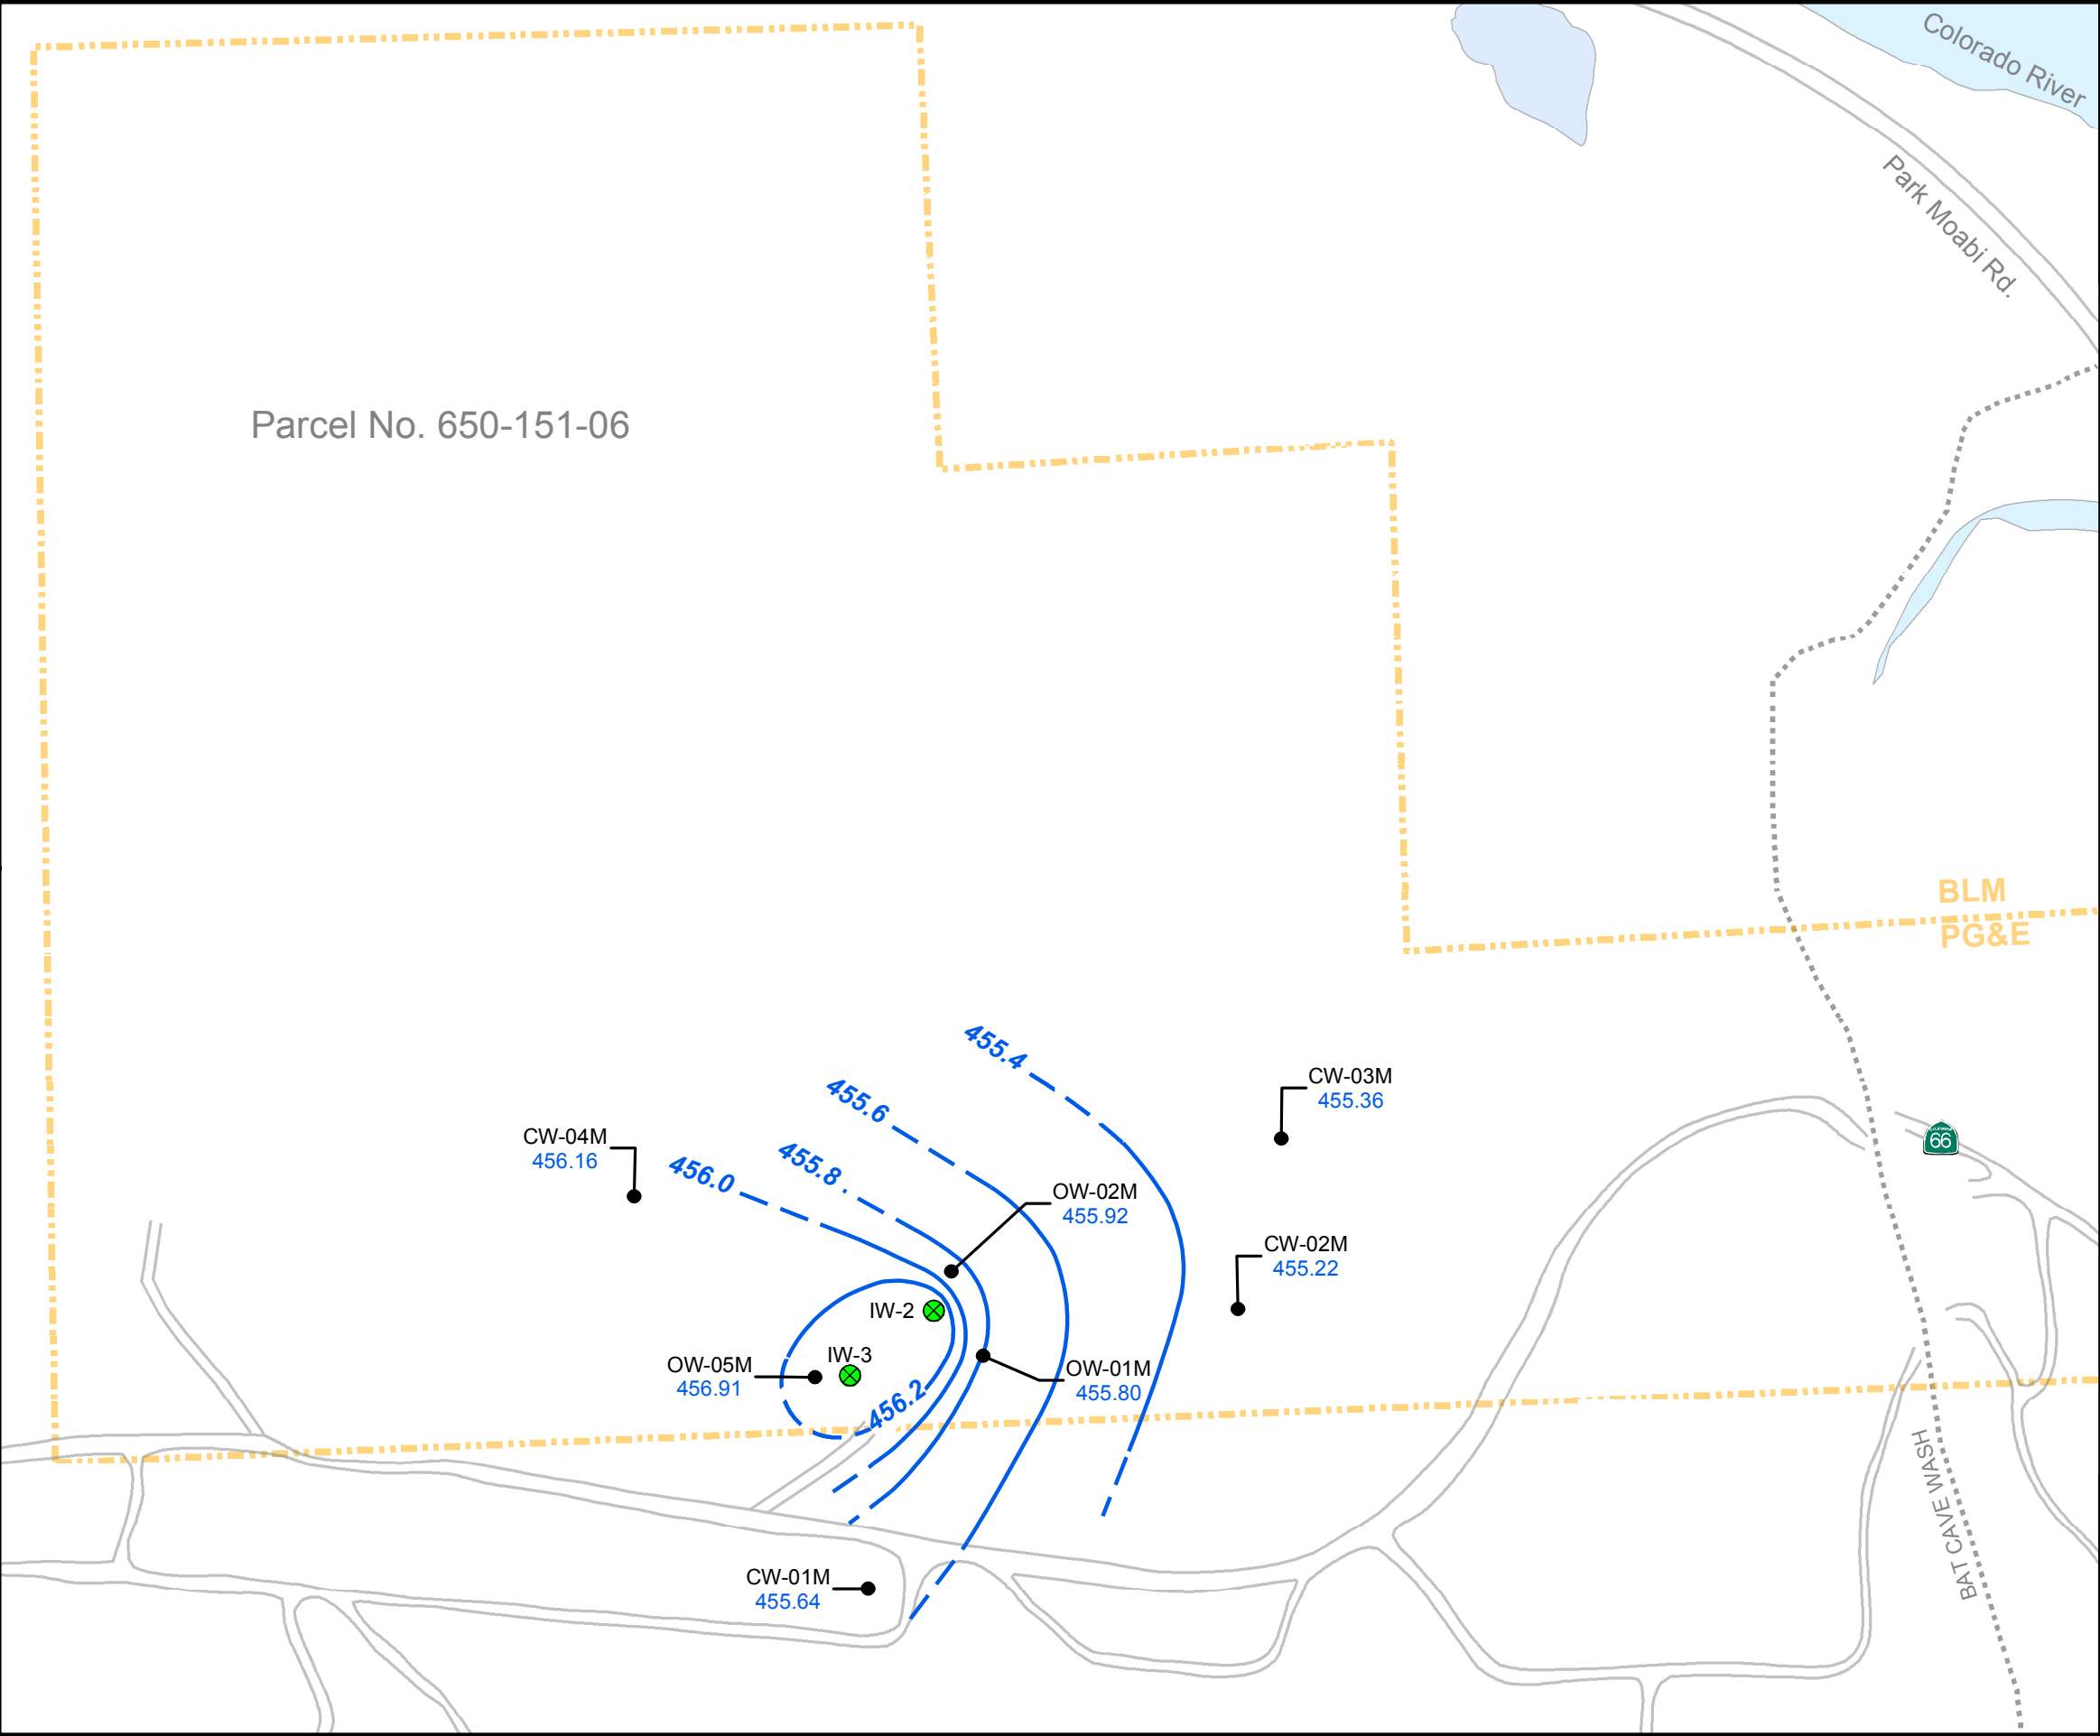 Colorado River
Park Moabi Rd.
Parcel No. 650-151-06
BLM
PG&E
455.4
CW-03M
455.36
455.6
66
CW-04M
456.16
455.8
456.0
OW-02M
455.92
CW-02M
455.22
IW-2
IW-3
OW-05M
456.91
OW-01M
455.80
456.2
BAT CAVE WASH
CW-01M
455.64